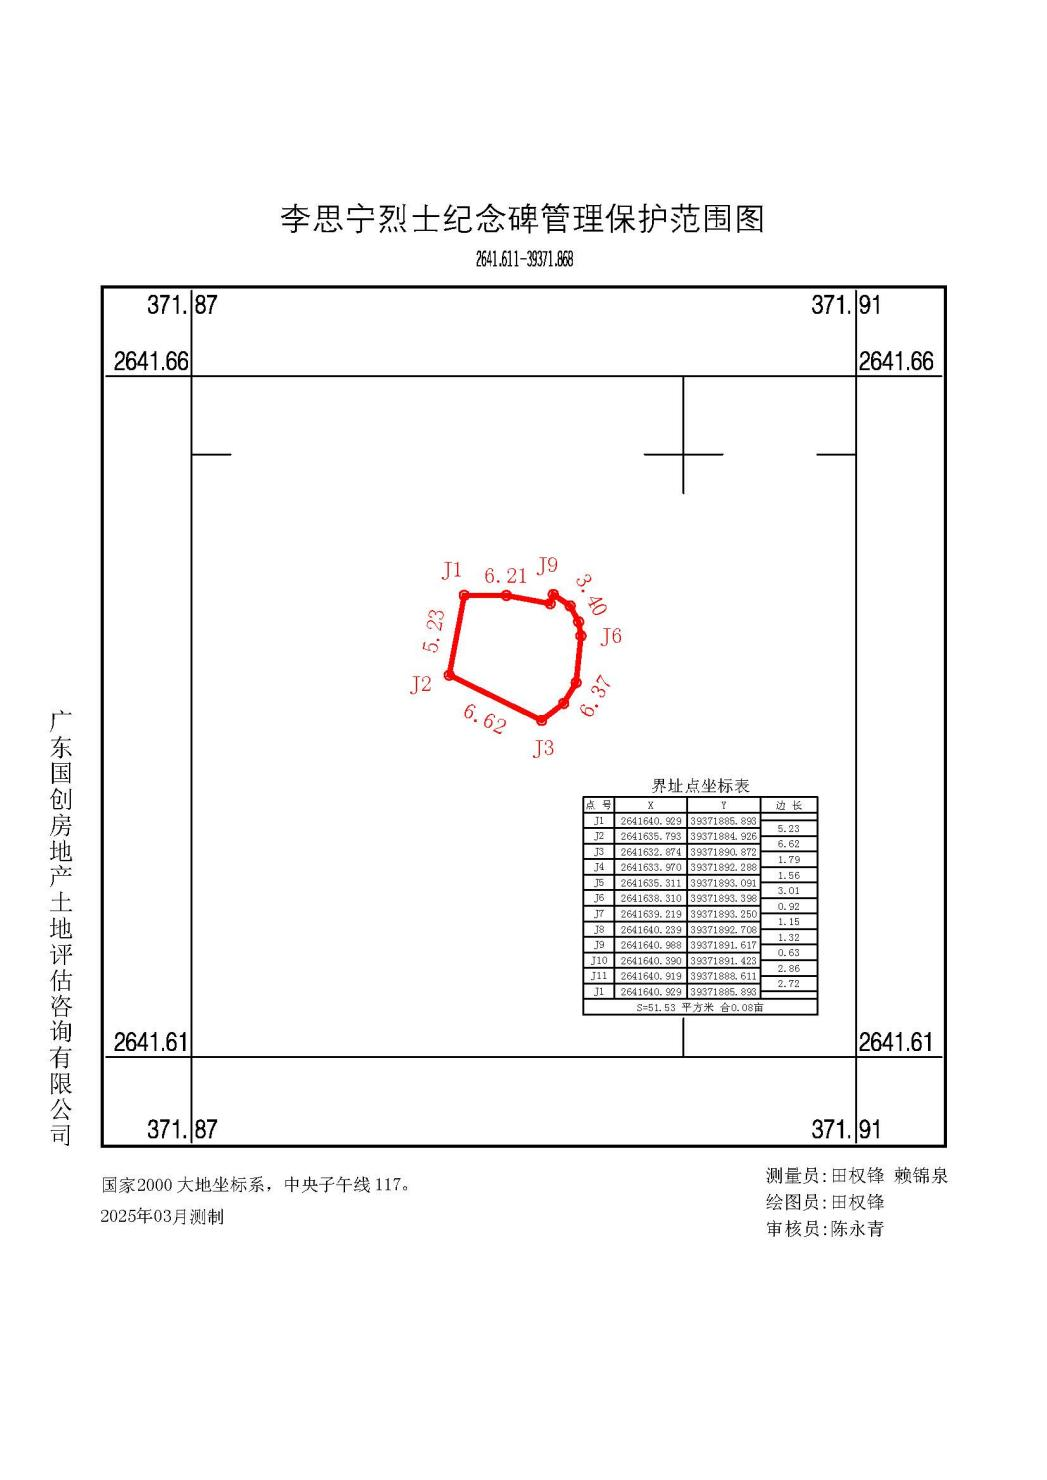 李思宁烈士纪念碑管理保护范围图
2641.611-39371.868
371. 87
371. 91
2641.66
2641.66
J1
6.21
J9
3.40
5.23
J6
J2
6.62
6.37
J3
界址点坐标表
点号 X Y 边长
J1 2641640.929 39371885.893
5.23
J2 2641635.793 39371884.926
6.62
J3 2641632.874 39371890.872
1.79
J4 2641633.970 39371892.288
1.56
J5 2641635.311 39371893.091
3.01
J6 2641638.310 39371893.398
0.92
J7 2641639.219 39371893.250
1.15
J8 2641640.239 39371892.708
1.32
J9 2641640.988 39371891.617
0.63
J10 2641640.390 39371891.423
2.86
J11 2641640.919 39371888.611
2.72
J1 2641640.929 39371885.893
S=51.53 平方米 合0.08亩
2641.61
2641.61
371. 87
371. 91
广东国创房地产土地评估咨询有限公司
国家2000 大地坐标系，中央子午线 117。
2025年03月测制
测量员:田权锋 赖锦泉
绘图员:田权锋
审核员:陈永青